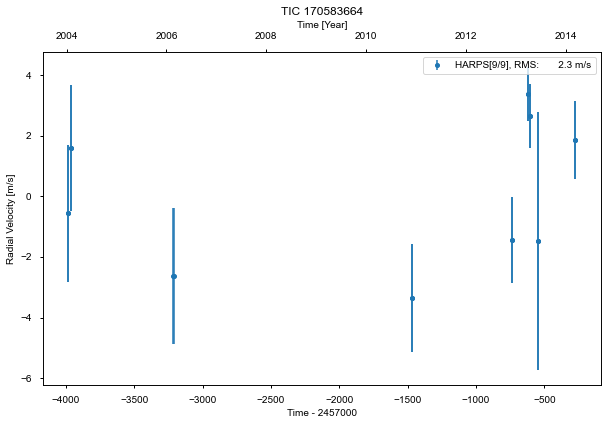 TIC 170583664
Time [Year]
2004 2006 2008 2010 2012 2014
HARPS[9/9], RMS: 2.3 m/s
Radial Velocity [m/s]
4
2
0
−2
−4
−6
−4000 −3500 −3000 −2500 −2000 −1500 −1000 −500
Time - 2457000